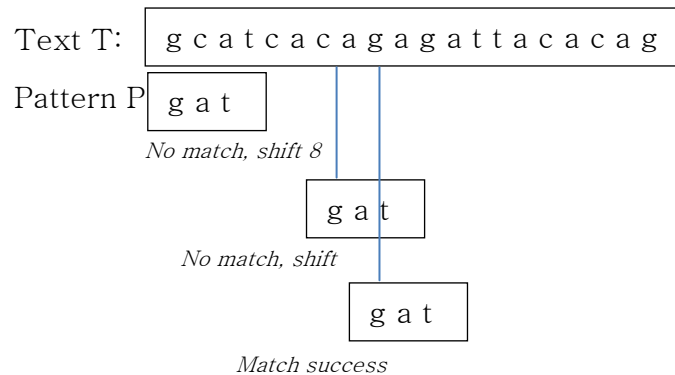 Text T: g c a t c a c a g a g a t t a c a c a g
Pattern P g a t
No match, shift 8
g a t
No match, shift
g a t
Match success